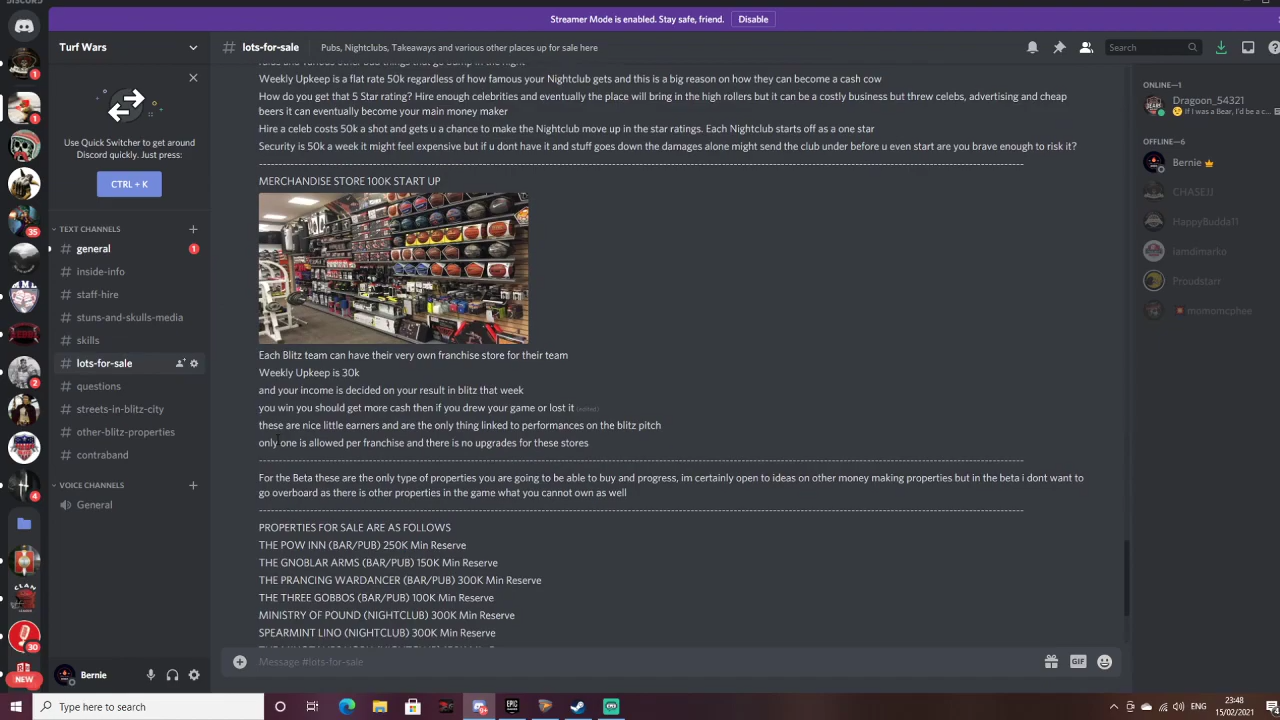 DISCORD
Streamer Mode is enabled. Stay safe, friend. Disable
Turf Wars
# lots-for-sale Pubs, Nightclubs, Takeaways and various other places up for sale here
Search
Use Quick Switcher to get around
Discord quickly. Just press:
CTRL + K
TEXT CHANNELS
general 1
inside-info
staff-hire
stuns-and-skulls-media
skills
lots-for-sale
questions
streets-in-blitz-city
other-blitz-properties
contraband
VOICE CHANNELS
General
1
1
35
2
4
30
NEW
Bernie
Weekly Upkeep is a flat rate 50k regardless of how famous your Nightclub gets and this is a big reason on how they can become a cash cow
How do you get that 5 Star rating? Hire enough celebrities and eventually the place will bring in the high rollers but it can be a costly business but threw celebs, advertising and cheap
beers it can eventually become your main money maker
Hire a celeb costs 50k a shot and gets u a chance to make the Nightclub move up in the star ratings. Each Nightclub starts off as a one star
Security is 50k a week it might feel expensive but if u dont have it and stuff goes down the damages alone might send the club under before u even start are you brave enough to risk it?
MERCHANDISE STORE 100K START UP
Each Blitz team can have their very own franchise store for their team
Weekly Upkeep is 30k
and your income is decided on your result in blitz that week
you win you should get more cash then if you drew your game or lost it (edited)
these are nice little earners and are the only thing linked to performances on the blitz pitch
only one is allowed per franchise and there is no upgrades for these stores
For the Beta these are the only type of properties you are going to be able to buy and progress, im certainly open to ideas on other money making properties but in the beta i dont want to
go overboard as there is other properties in the game what you cannot own as well
PROPERTIES FOR SALE ARE AS FOLLOWS
THE POW INN (BAR/PUB) 250K Min Reserve
THE GNOBLAR ARMS (BAR/PUB) 150K Min Reserve
THE PRANCING WARDANCER (BAR/PUB) 300K Min Reserve
THE THREE GOBBOS (BAR/PUB) 100K Min Reserve
MINISTRY OF POUND (NIGHTCLUB) 300K Min Reserve
SPEARMINT LINO (NIGHTCLUB) 300K Min Reserve
Message #lots-for-sale
GIF
ONLINE—1
Dragoon_54321
If I was a Bear, I'd be a c...
OFFLINE—6
Bernie
CHASEJJ
HappyBudda11
iamdimarko
Proudstarr
momomcphee
Type here to search
ENG
23:48
15/02/2021